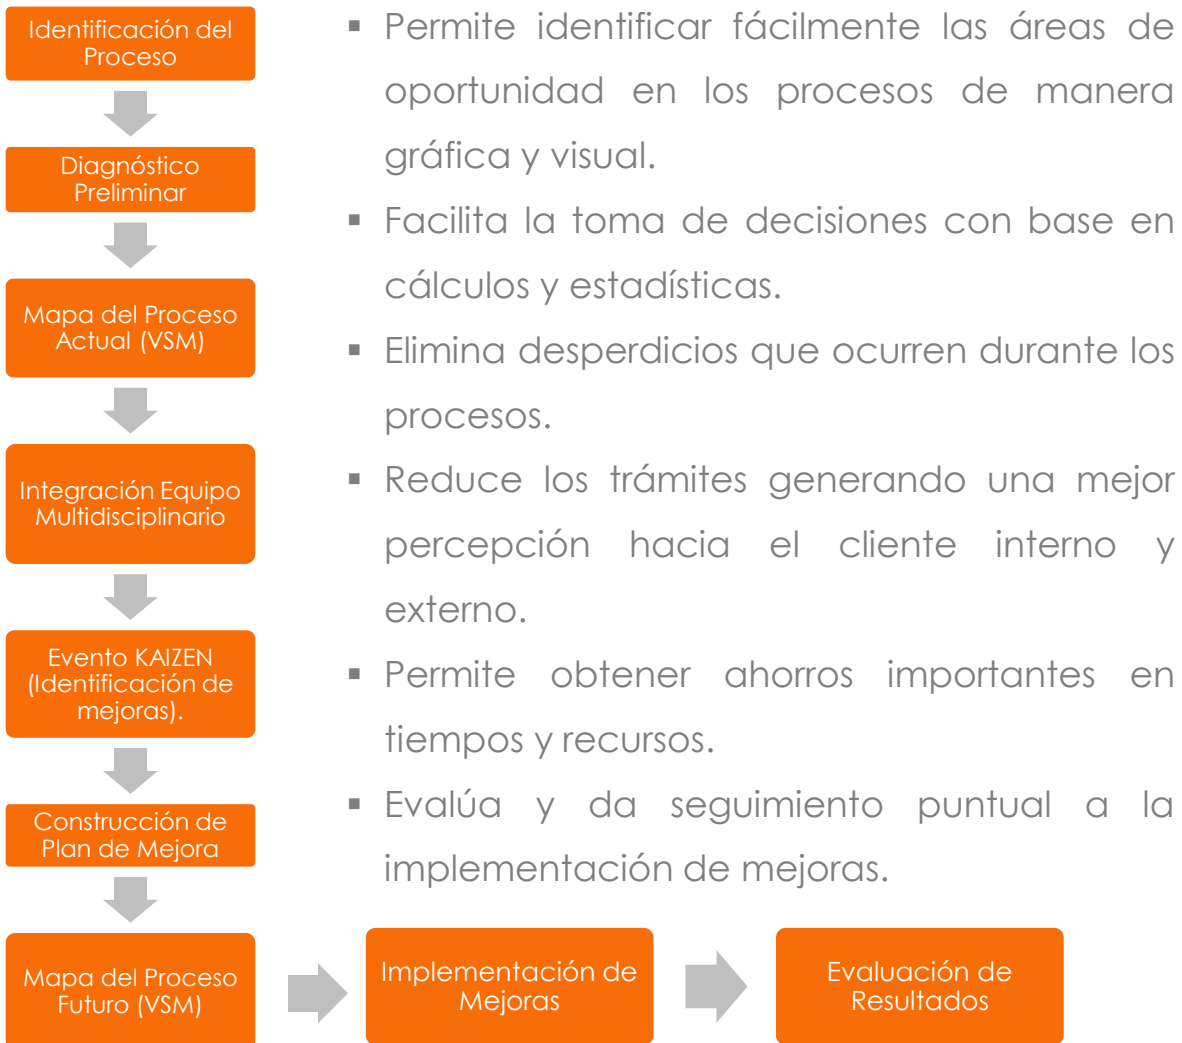 Identificación del
Proceso
Diagnóstico
Preliminar
Mapa del Proceso
Actual (VSM)
Integración Equipo
Multidisciplinario
Evento KAIZEN
(Identificación de
mejoras).
Construcción de
Plan de Mejora
Mapa del Proceso
Futuro (VSM)
Implementación de
Mejoras
Evaluación de
Resultados
▪ Permite identificar fácilmente las áreas de
oportunidad en los procesos de manera
gráfica y visual.
▪ Facilita la toma de decisiones con base en
cálculos y estadísticas.
▪ Elimina desperdicios que ocurren durante los
procesos.
▪ Reduce los trámites generando una mejor
percepción hacia el cliente interno y
externo.
▪ Permite obtener ahorros importantes en
tiempos y recursos.
▪ Evalúa y da seguimiento puntual a la
implementación de mejoras.